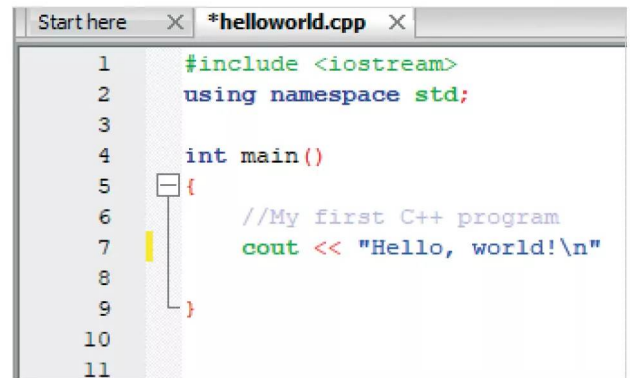 Start here × *helloworld.cpp ×
1 #include <iostream>
2 using namespace std;
3
4 int main()
5 {
6 //My first C++ program
7 cout << "Hello, world!\n"
8
9 }
10
11